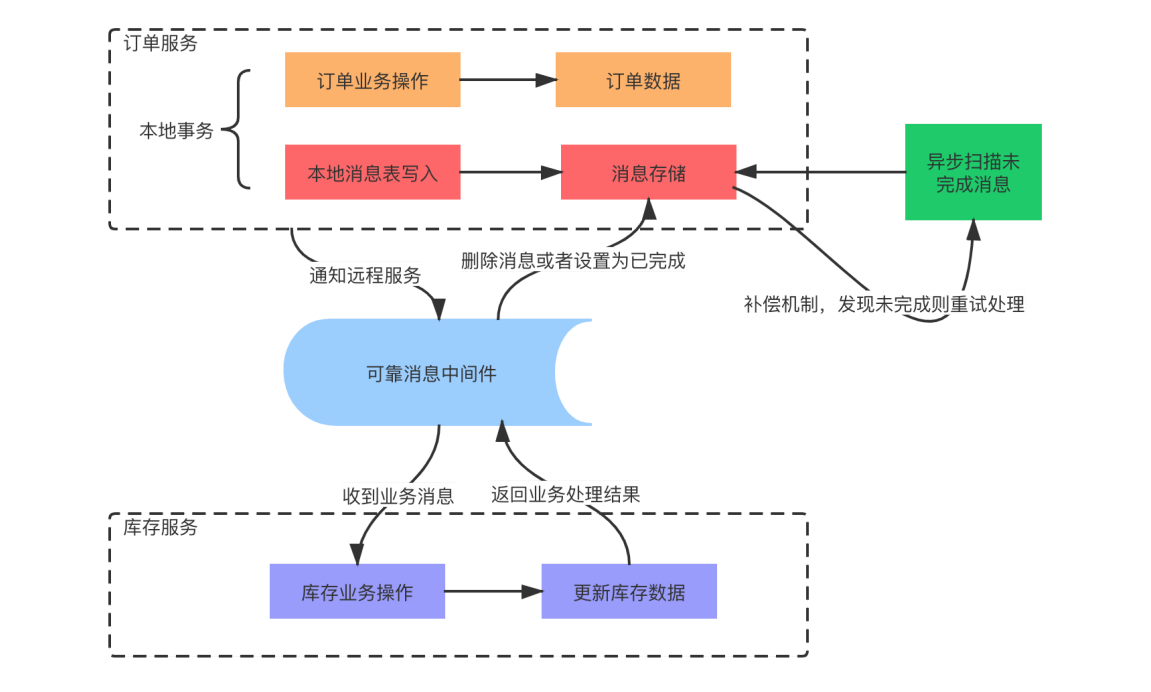 订单服务
订单业务操作
订单数据
本地事务
本地消息表写入
消息存储
异步扫描未
完成消息
通知远程服务
删除消息或者设置为已完成
补偿机制，发现未完成则重试处理
可靠消息中间件
收到业务消息
返回业务处理结果
库存服务
库存业务操作
更新库存数据